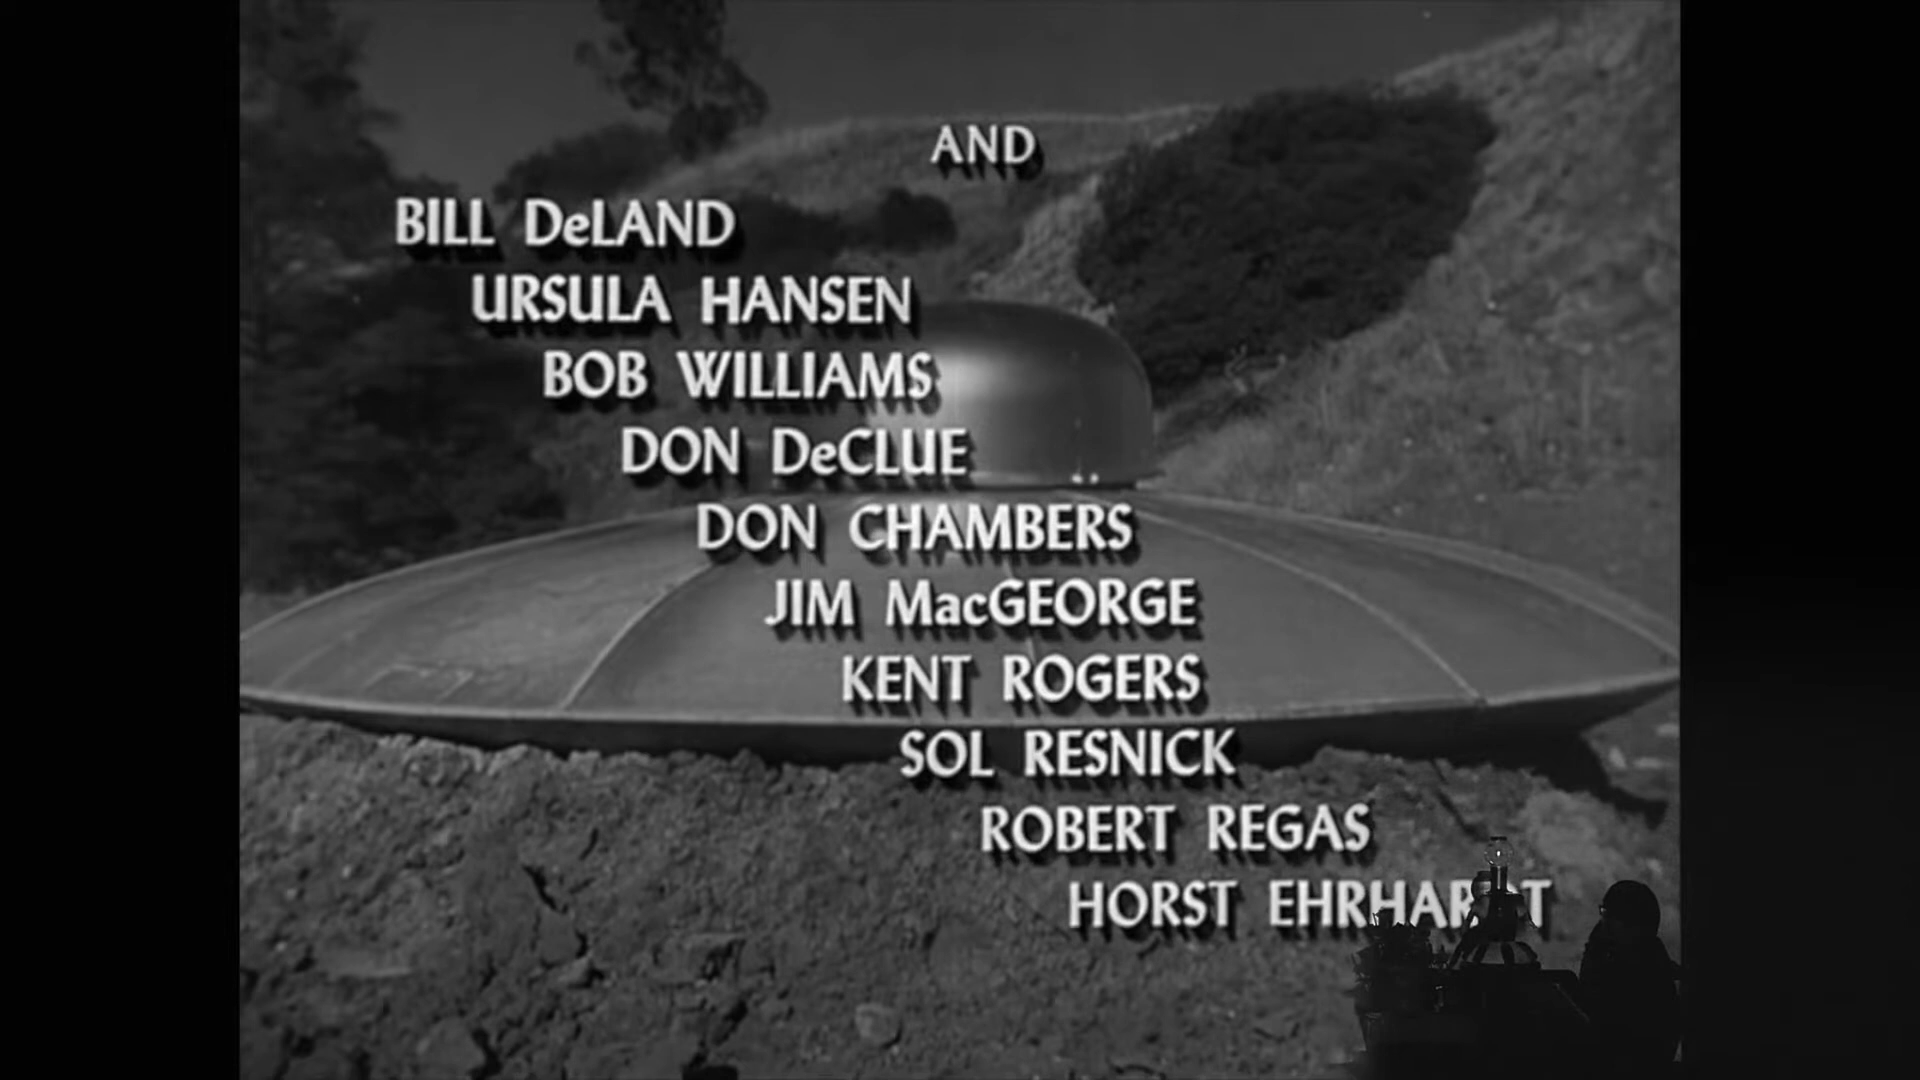 AND
BILL DeLAND
URSULA HANSEN
BOB WILLIAMS
DON DeCLUE
DON CHAMBERS
JIM MacGEORGE
KENT ROGERS
SOL RESNICK
ROBERT REGAS
HORST EHRHARDT